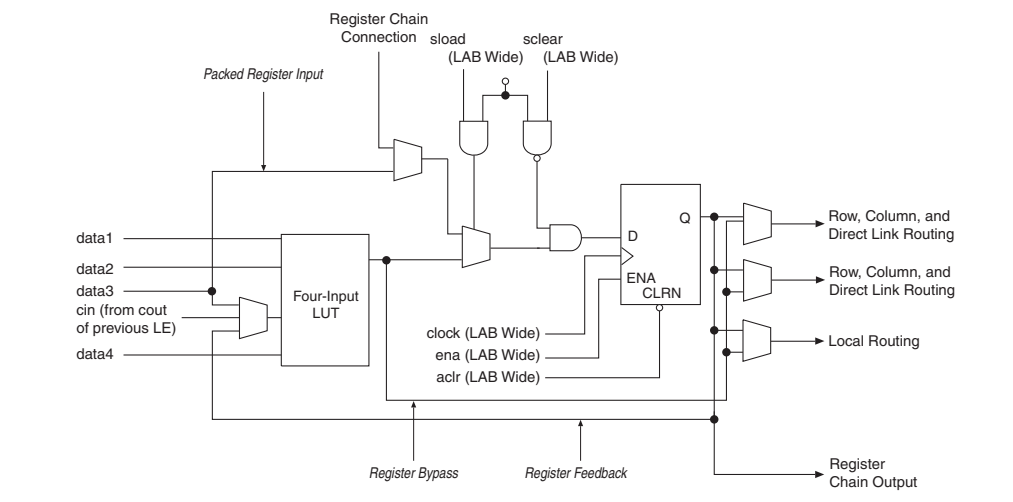 Register Chain
Connection
sload
(LAB Wide)
sclear
(LAB Wide)
Packed Register Input
data1
data2
data3
cin (from cout
of previous LE)
data4
Four-Input
LUT
Q
D
ENA
CLRN
clock (LAB Wide)
ena (LAB Wide)
aclr (LAB Wide)
Row, Column, and
Direct Link Routing
Row, Column, and
Direct Link Routing
Local Routing
Register Bypass
Register Feedback
Register
Chain Output